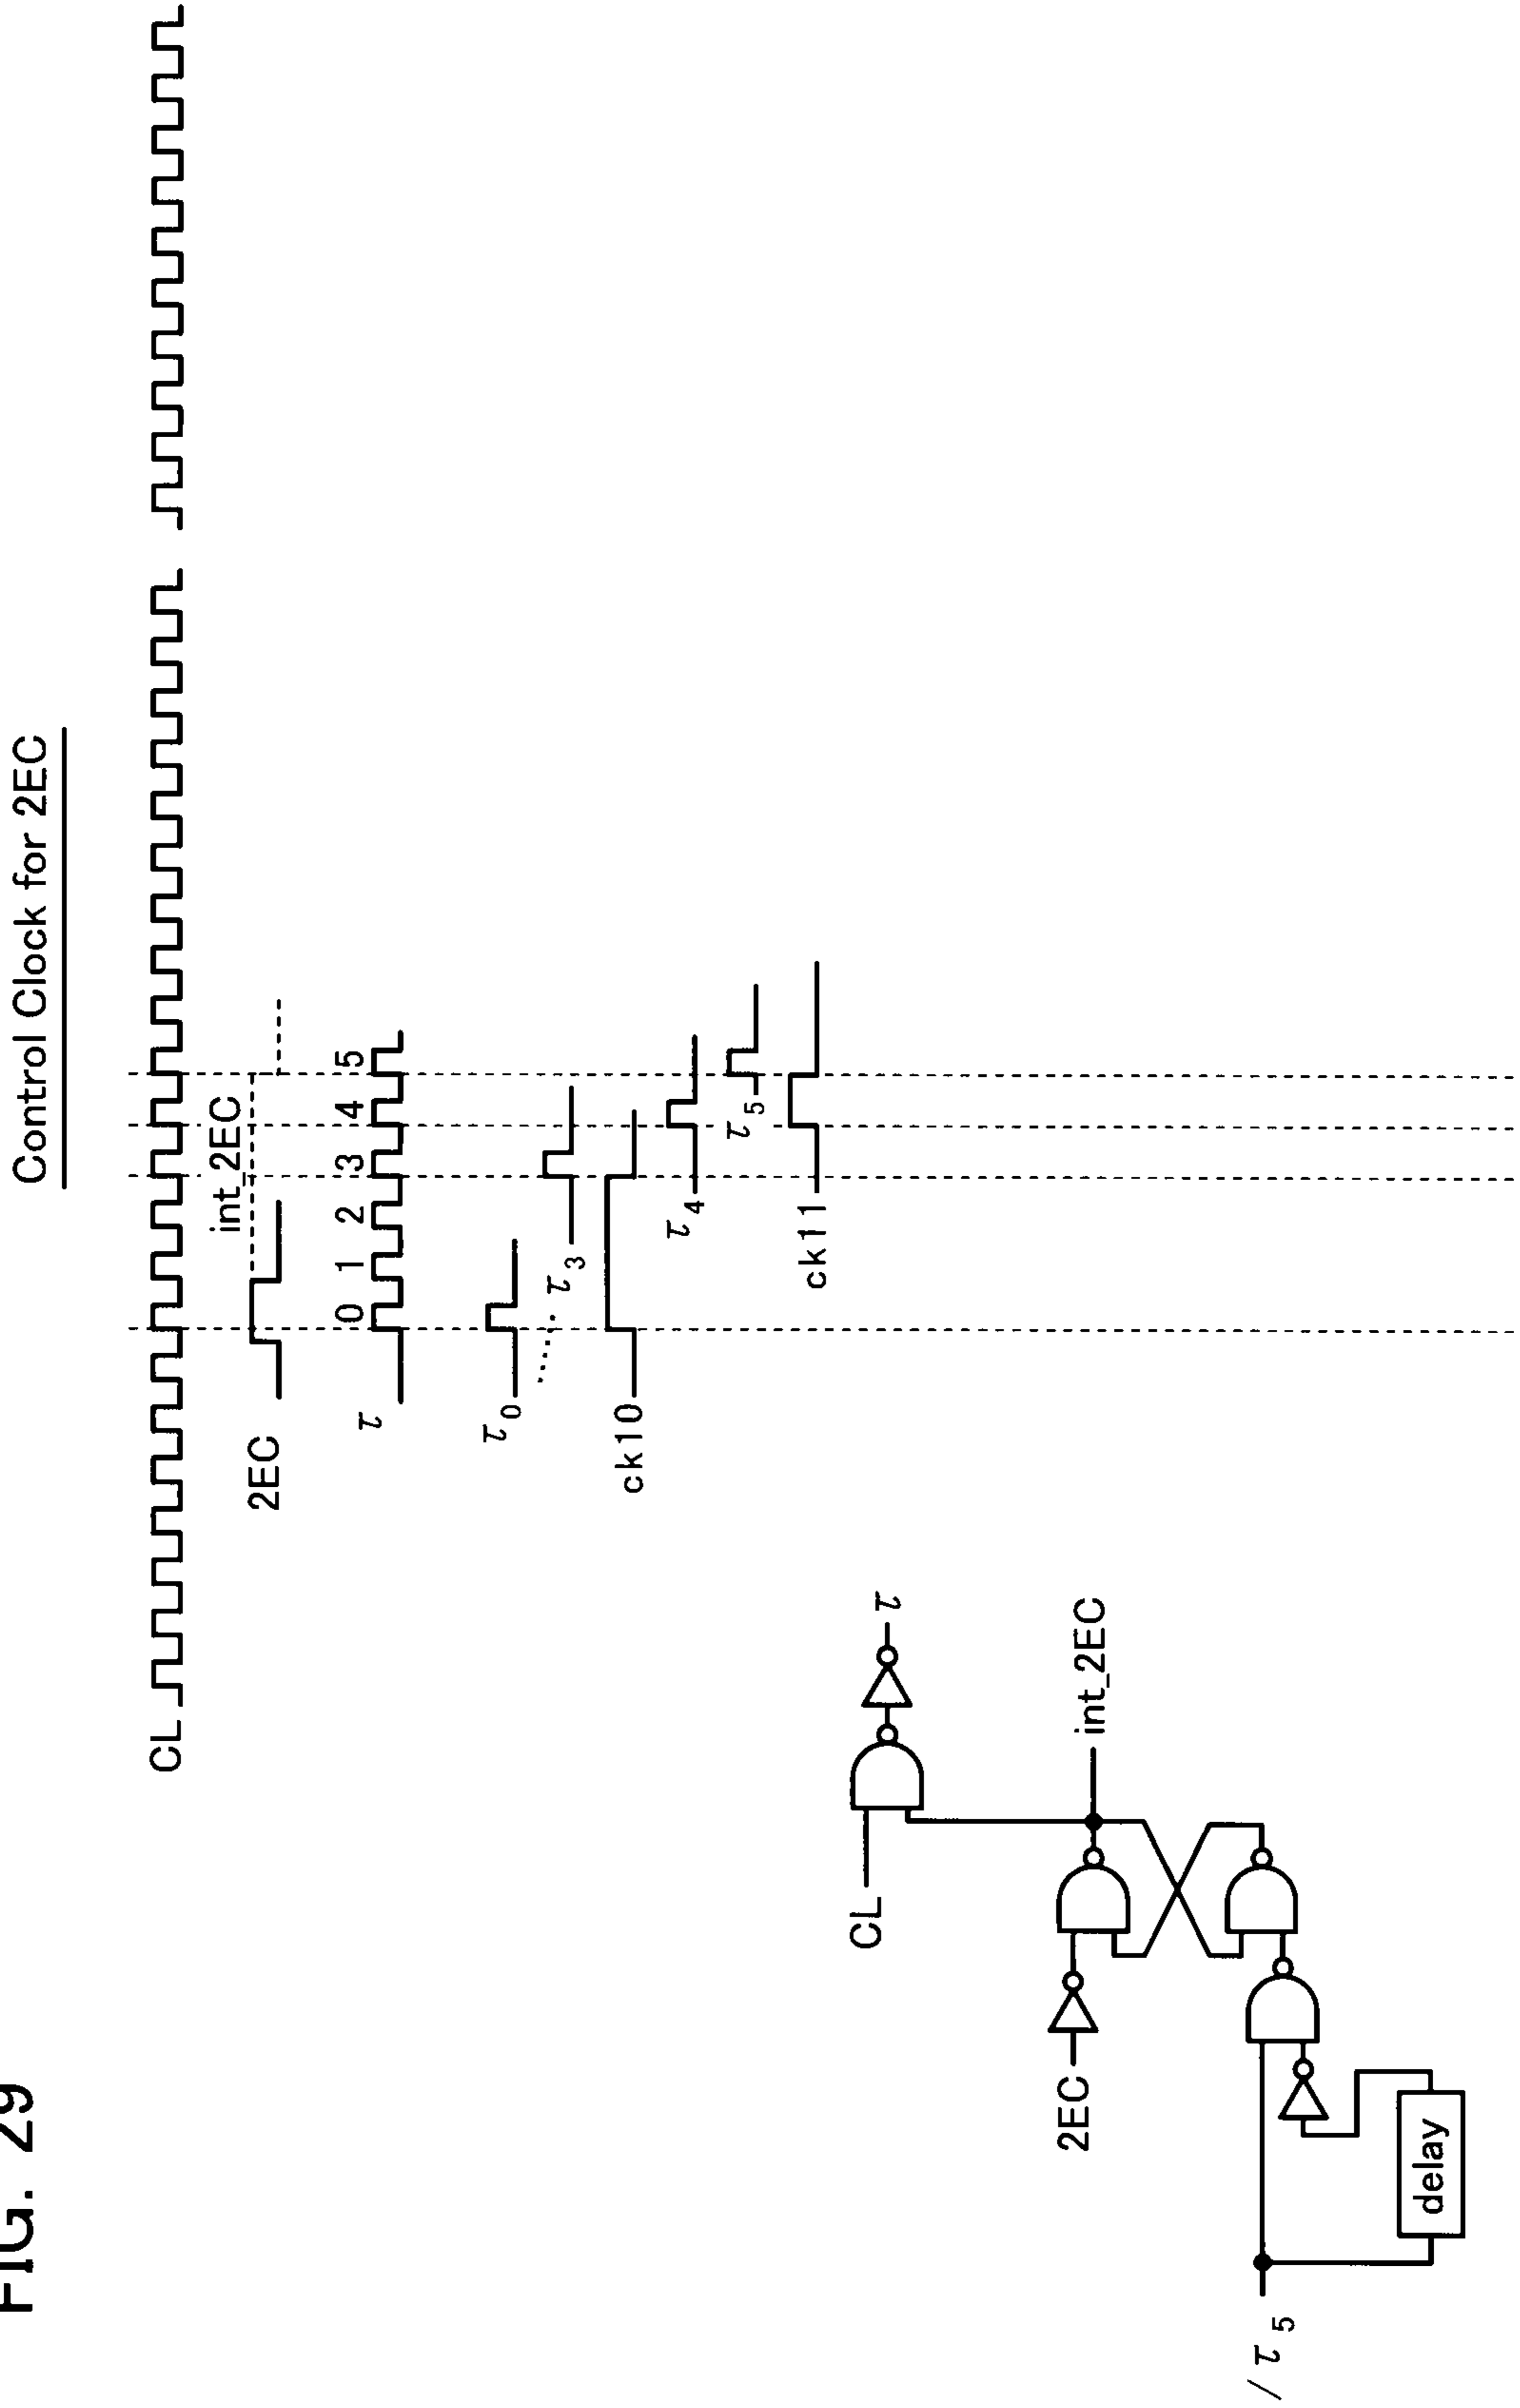 FIG. 29
Control Clock for 2EC
CL
int_2EC
2EC
τ 0 1 2 3 4 5
τ0
τ3
ck10
τ4
τ5
ck11
CL
τ
2EC
int_2EC
/τ5
delay